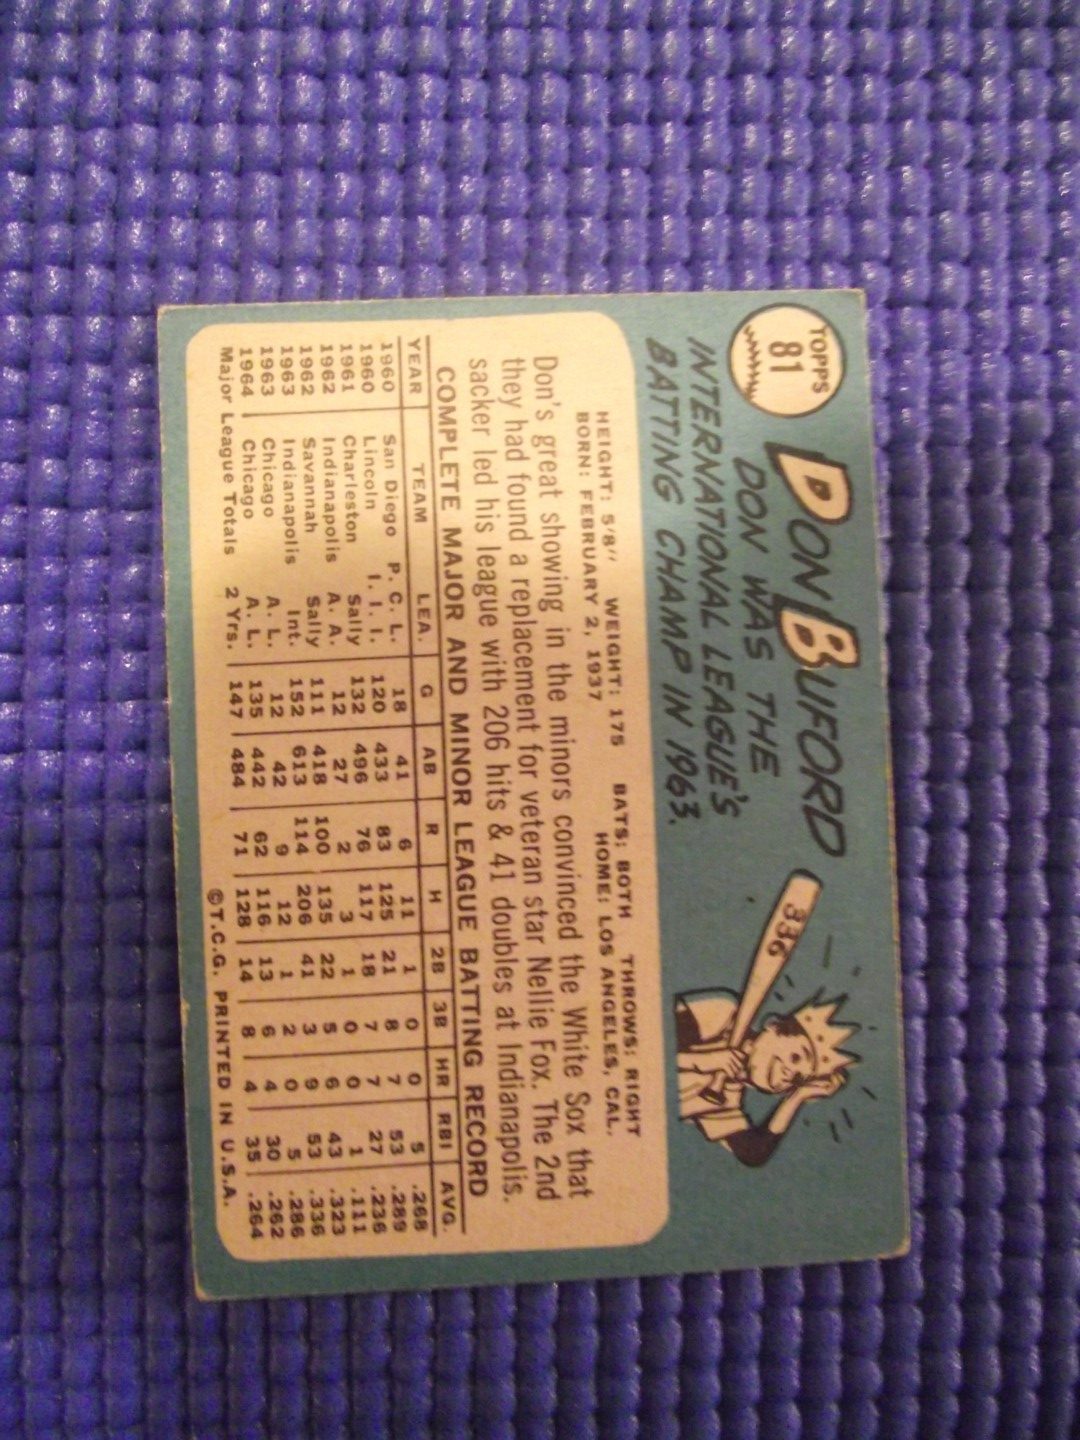 TOPPS
81
DON BUFORD
DON WAS THE
INTERNATIONAL LEAGUE'S
BATTING CHAMP IN 1963.
336
HEIGHT: 5'8" WEIGHT: 175 BATS: BOTH THROWS: RIGHT
BORN: FEBRUARY 2, 1937 HOME: LOS ANGELES, CAL.
Don's great showing in the minors convinced the White Sox that
they had found a replacement for veteran star Nellie Fox. The 2nd
sacker led his league with 206 hits & 41 doubles at Indianapolis.
COMPLETE MAJOR AND MINOR LEAGUE BATTING RECORD
YEAR TEAM LEA. G AB R H 2B 3B HR RBI AVG.
1960 San Diego P. C. L. 18 41 6 11 1 0 0 5 .268
1960 Lincoln I. I. I. 120 433 83 125 21 8 7 53 .289
1961 Charleston Sally 132 496 76 117 18 7 7 27 .236
1962 Indianapolis A. A. 12 27 2 3 1 0 0 1 .111
1962 Savannah Sally 111 418 100 135 22 5 6 43 .323
1963 Indianapolis Int. 152 613 114 206 41 3 9 53 .336
1963 Chicago A. L. 12 42 9 12 1 2 0 5 .286
1964 Chicago A. L. 135 442 62 116 13 6 4 30 .262
Major League Totals 2 Yrs. 147 484 71 128 14 8 4 35 .264
©T.C.G. PRINTED IN U.S.A.